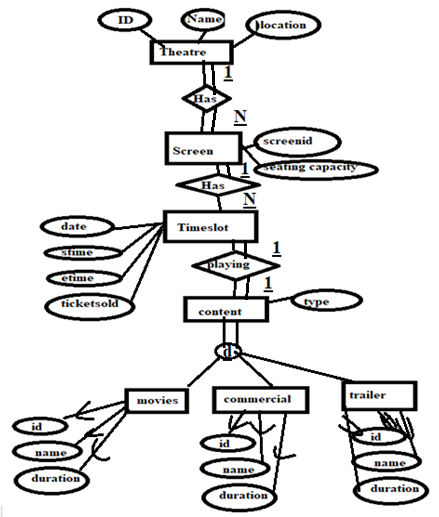 ID
Name
location
Theatre
1
Has
N
screenid
Screen
seating capacity
1
Has
N
date
Timeslot
stime
1
playing
etime
1
ticketsold
type
content
d
movies
commercial
trailer
id
id
id
name
name
name
duration
duration
duration